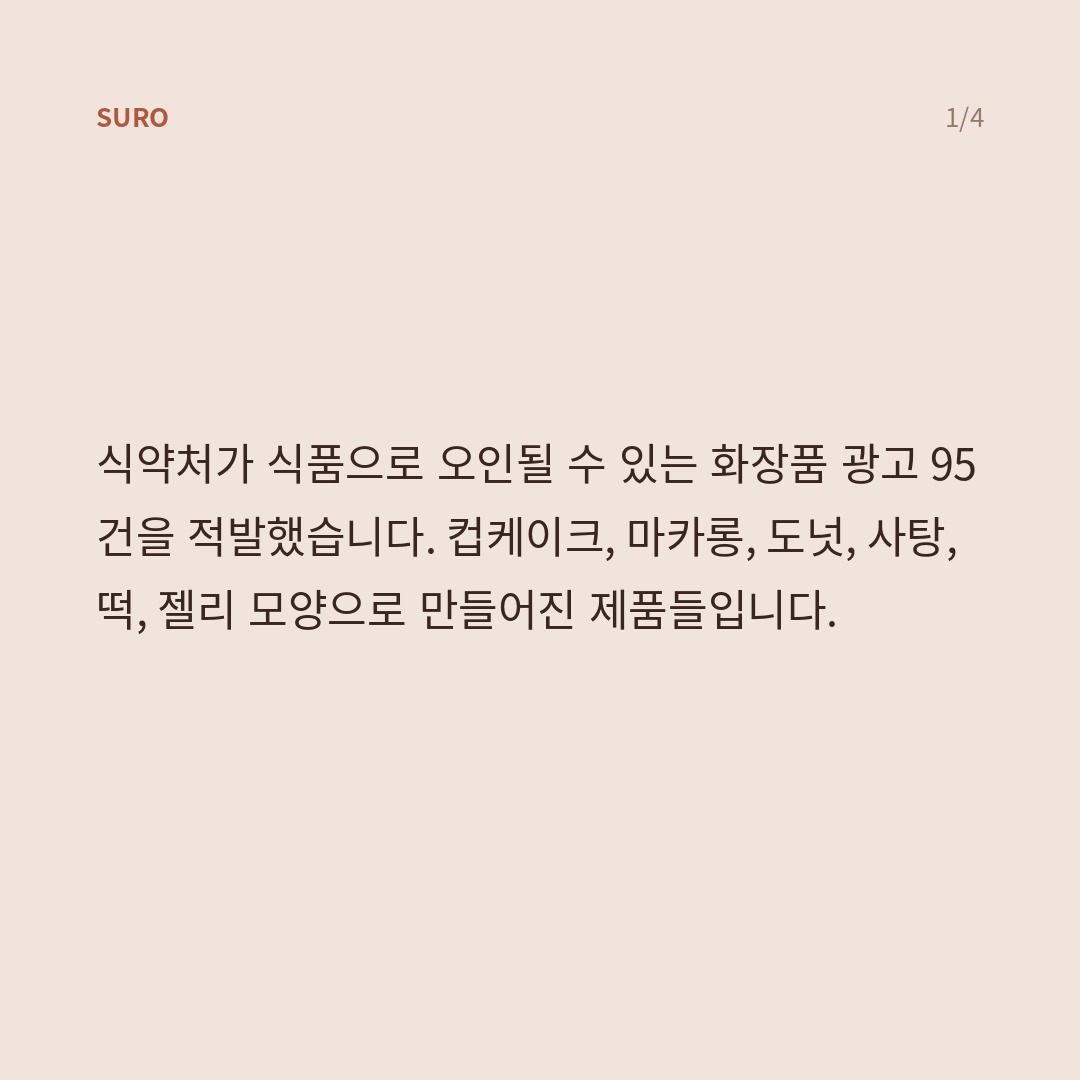 SURO
1/4
식약처가 식품으로 오인될 수 있는 화장품 광고 95
건을 적발했습니다. 컵케이크, 마카롱, 도넛, 사탕,
떡, 젤리 모양으로 만들어진 제품들입니다.